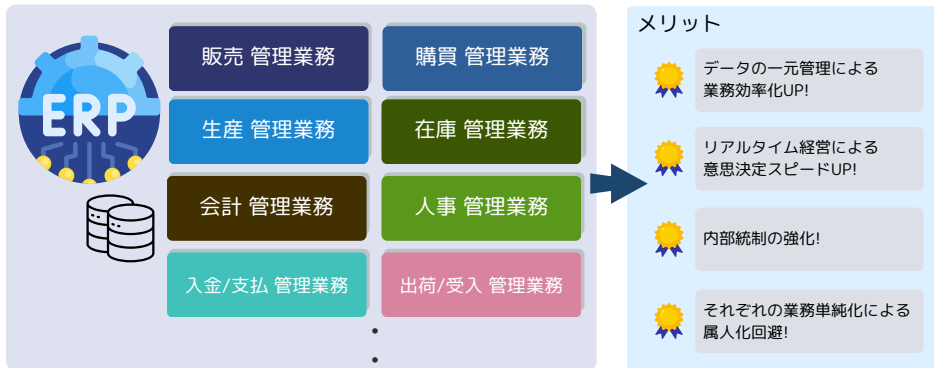 ERP
販売 管理業務
購買 管理業務
生産 管理業務
在庫 管理業務
会計 管理業務
人事 管理業務
入金/支払 管理業務
出荷/受入 管理業務
メリット
データの一元管理による
業務効率化UP!
リアルタイム経営による
意思決定スピードUP!
内部統制の強化!
それぞれの業務単純化による
属人化回避!